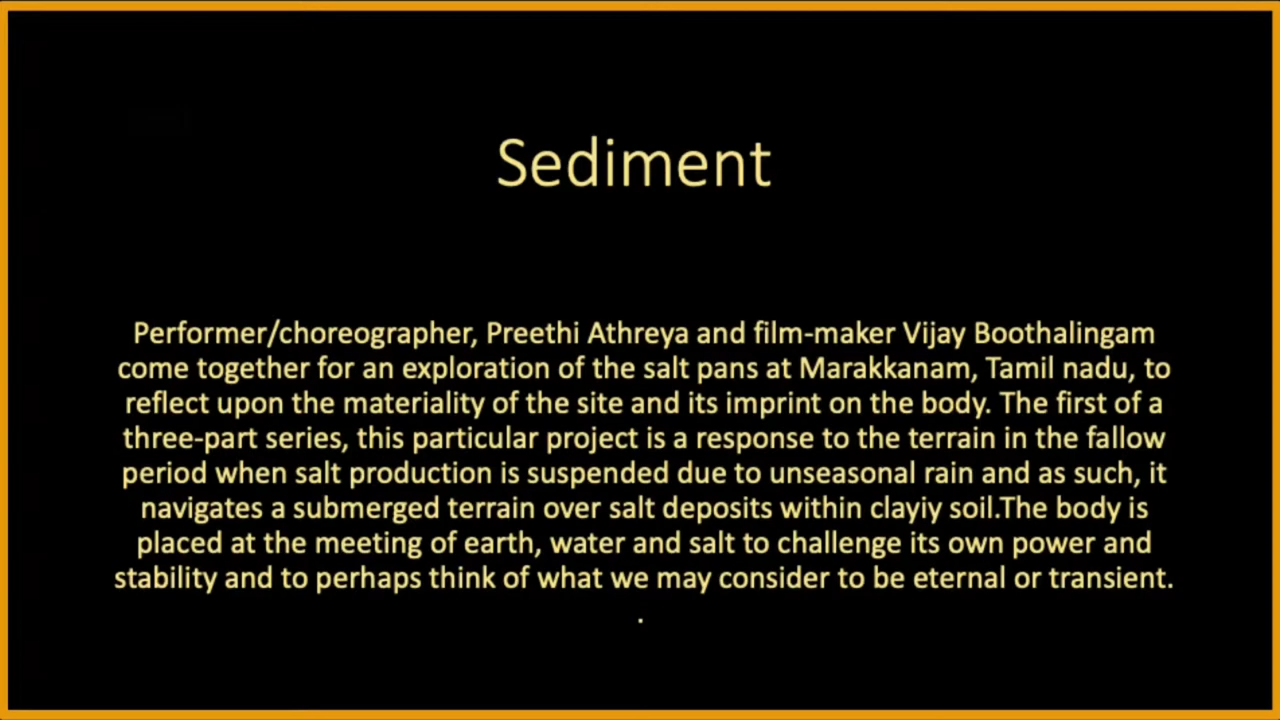 Sediment
Performer/choreographer, Preethi Athreya and film-maker Vijay Boothalingam
come together for an exploration of the salt pans at Marakkanam, Tamil nadu, to
reflect upon the materiality of the site and its imprint on the body. The first of a
three-part series, this particular project is a response to the terrain in the fallow
period when salt production is suspended due to unseasonal rain and as such, it
navigates a submerged terrain over salt deposits within clayiy soil.The body is
placed at the meeting of earth, water and salt to challenge its own power and
stability and to perhaps think of what we may consider to be eternal or transient.
.